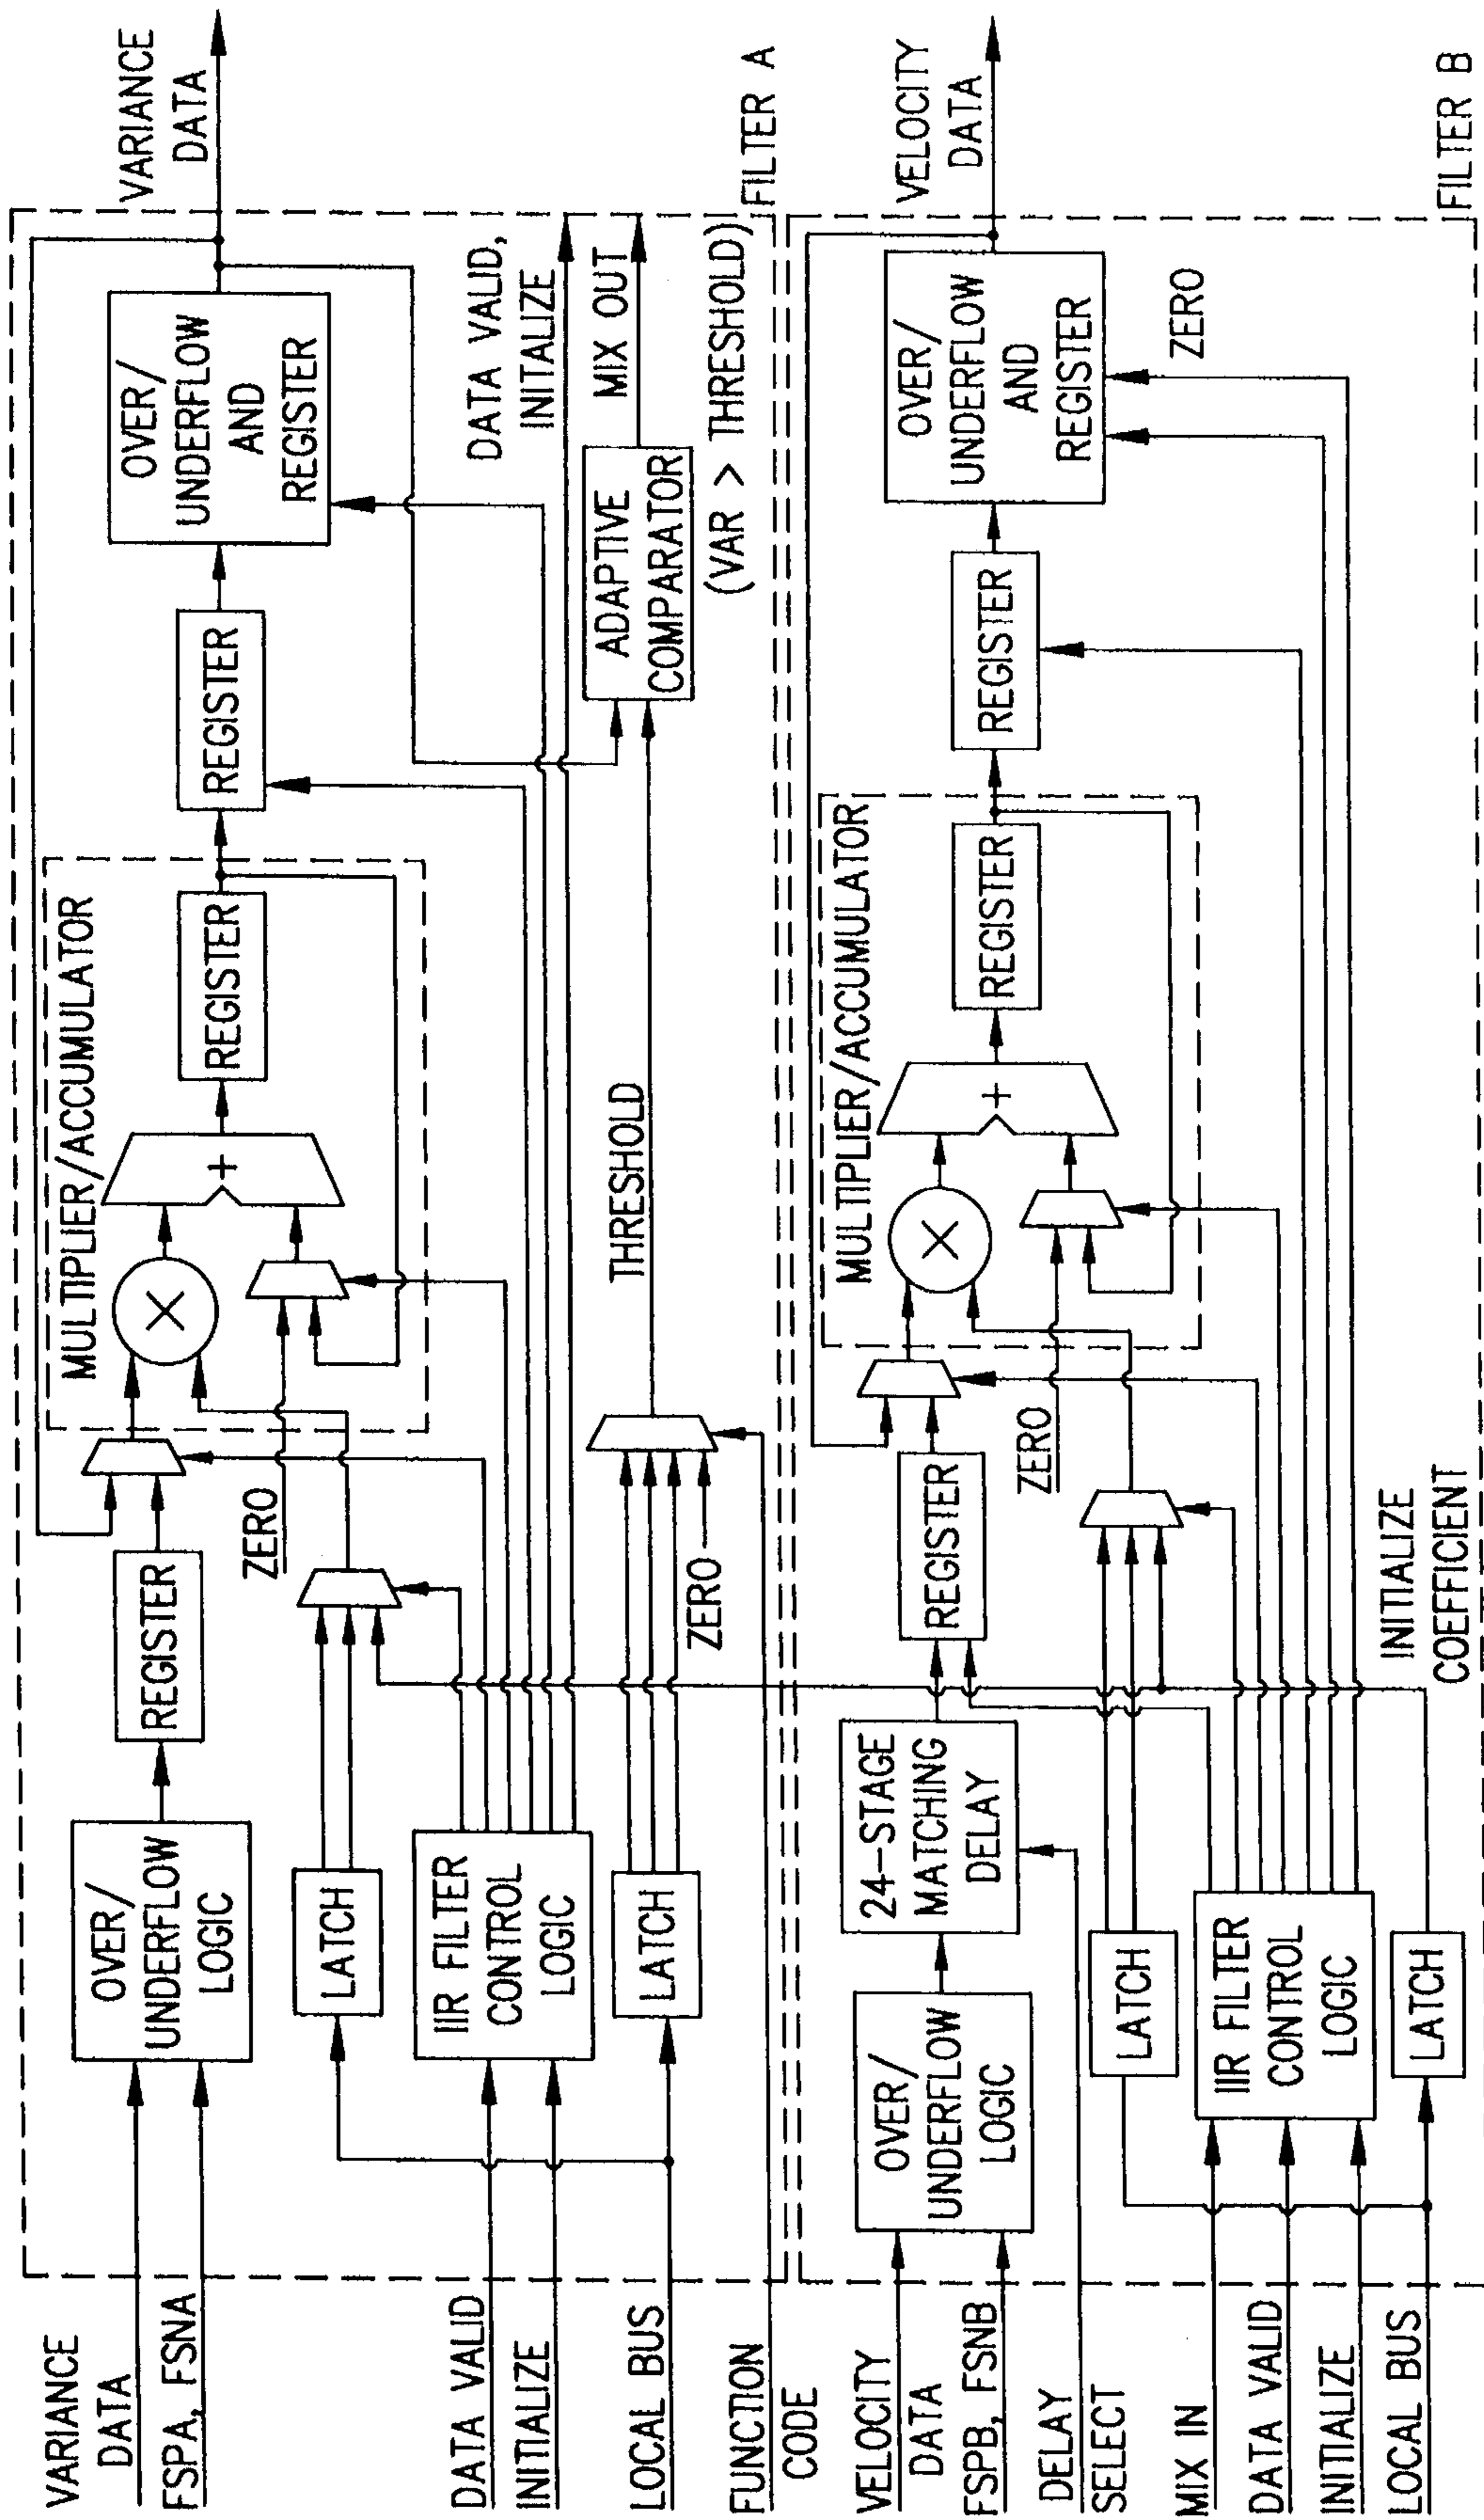 VARIANCE
DATA
FSPA, FSNA
DATA VALID
INITIALIZE
LOCAL BUS
FUNCTION
CODE
OVER/
UNDERFLOW
LOGIC
REGISTER
LATCH
IIR FILTER
CONTROL
LOGIC
LATCH
ZERO
ZERO
MULTIPLIER/ACCUMULATOR
REGISTER
THRESHOLD
REGISTER
OVER/
UNDERFLOW
AND
REGISTER
ADAPTIVE
COMPARATOR
(VAR > THRESHOLD)
DATA VALID,
INITALIZE
MIX OUT
VARIANCE
DATA
FILTER A
VELOCITY
DATA
FSPB, FSNB
DELAY
SELECT
MIX IN
DATA VALID
INITIALIZE
LOCAL BUS
OVER/
UNDERFLOW
LOGIC
24-STAGE
MATCHING
DELAY
LATCH
IIR FILTER
CONTROL
LOGIC
LATCH
REGISTER
ZERO
INITIALIZE
COEFFICIENT
MULTIPLIER/ACCUMULATOR
REGISTER
REGISTER
OVER/
UNDERFLOW
AND
REGISTER
ZERO
VELOCITY
DATA
FILTER B